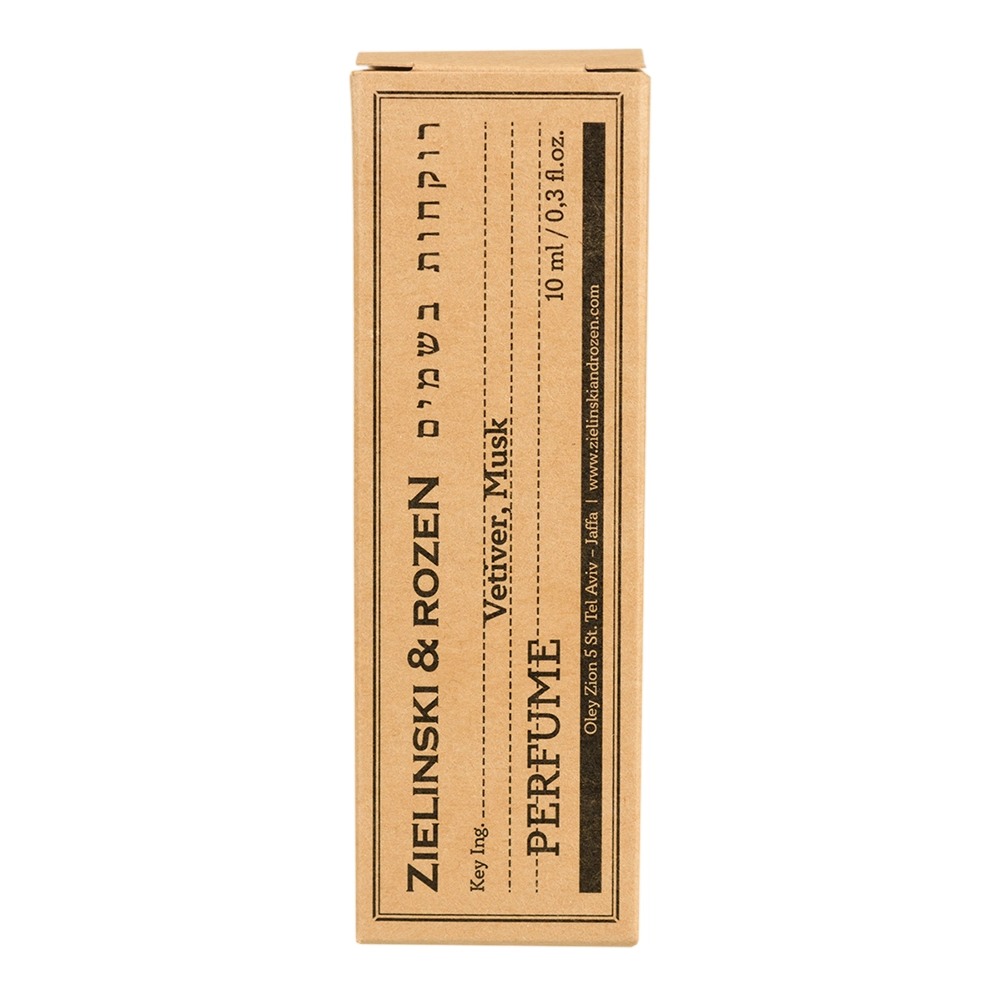 ZIELINSKI & ROZEN רוקחות בשמים
Key Ing.
Vetiver, Musk
PERFUME 10 ml / 0,3 fl.oz.
Oley Zion 5 St. Tel Aviv – Jaffa | www.zielinskiandrozen.com